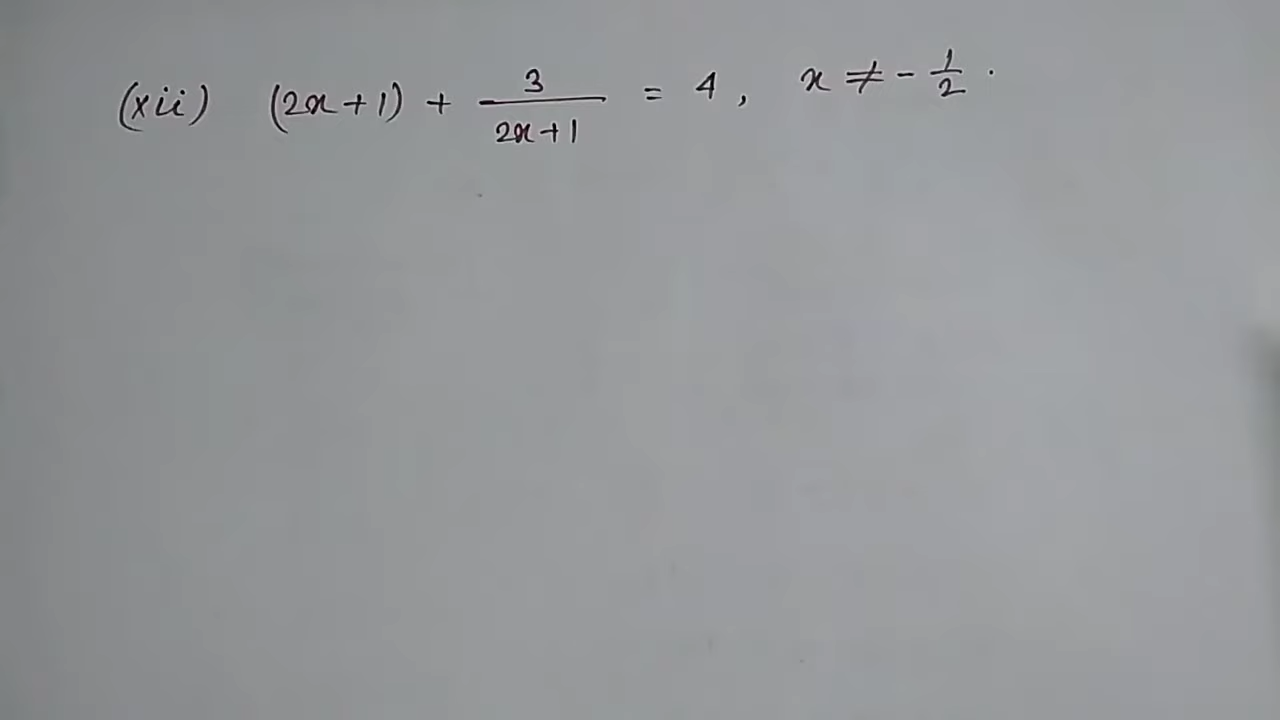 (xii) (2x+1) + 3/(2x+1) = 4, x ≠ -1/2.